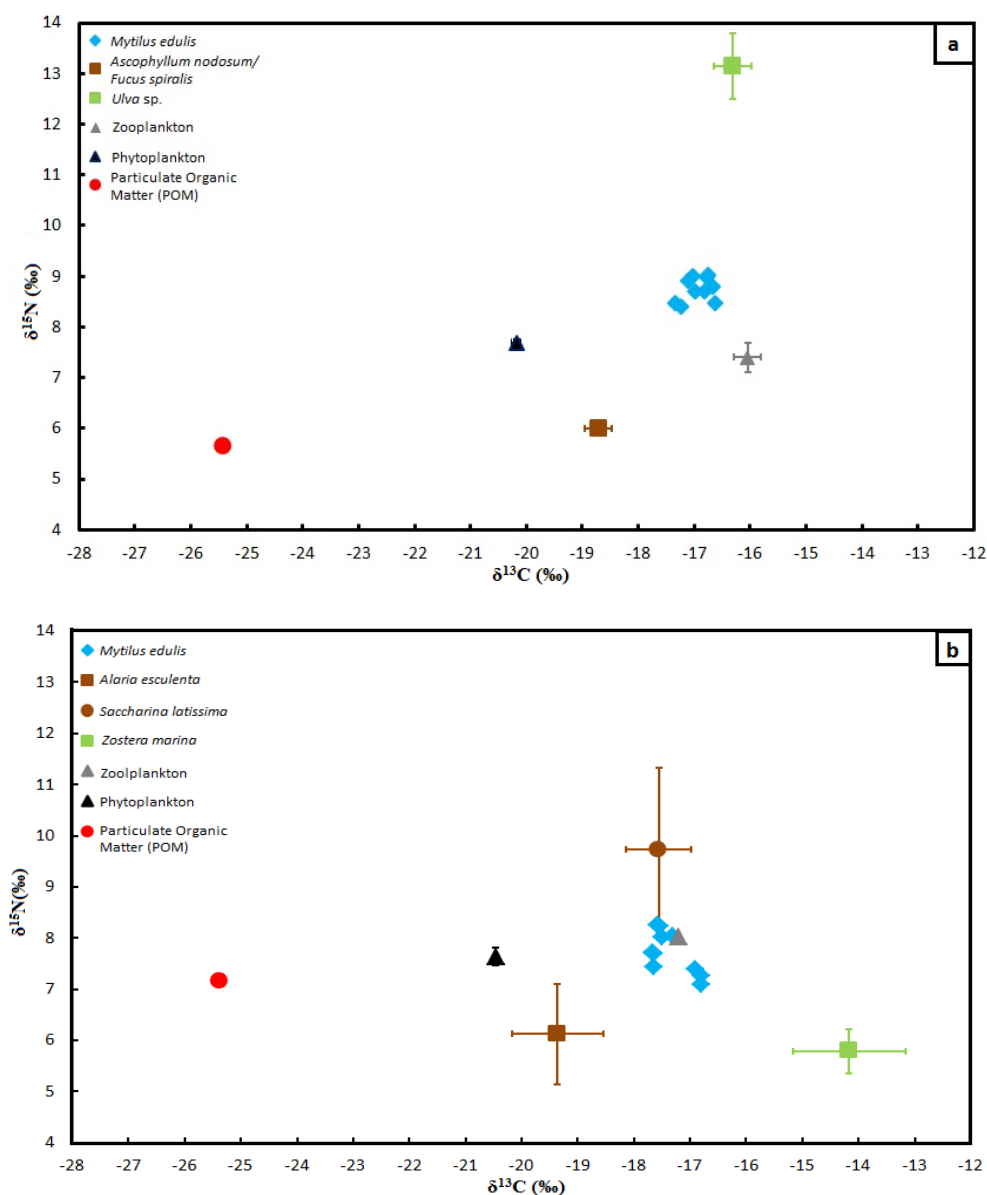 14
13
12
11
10
9
8
7
6
5
4
δ¹⁵N (‰)
a
Mytilus edulis
Ascophyllum nodosum/
Fucus spiralis
Ulva sp.
Zooplankton
Phytoplankton
Particulate Organic
Matter (POM)
-28 -27 -26 -25 -24 -23 -22 -21 -20 -19 -18 -17 -16 -15 -14 -13 -12
δ¹³C (‰)
14
13
12
11
10
9
8
7
6
5
4
δ¹⁵N(‰)
b
Mytilus edulis
Alaria esculenta
Saccharina latissima
Zostera marina
Zoolplankton
Phytoplankton
Particulate Organic
Matter (POM)
-28 -27 -26 -25 -24 -23 -22 -21 -20 -19 -18 -17 -16 -15 -14 -13 -12
δ¹³C (‰)